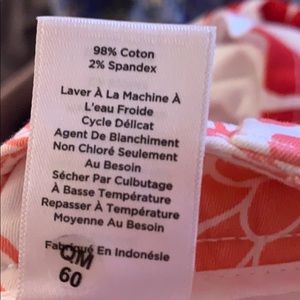 98% Coton
2% Spandex
Laver À La Machine À
L'eau Froide
Cycle Délicat
Agent De Blanchiment
Non Chloré Seulement
Au Besoin
Sécher Par Culbutage
À Basse Température
Repasser À Température
Moyenne Au Besoin
Fabriqué En Indonésie
QM
60